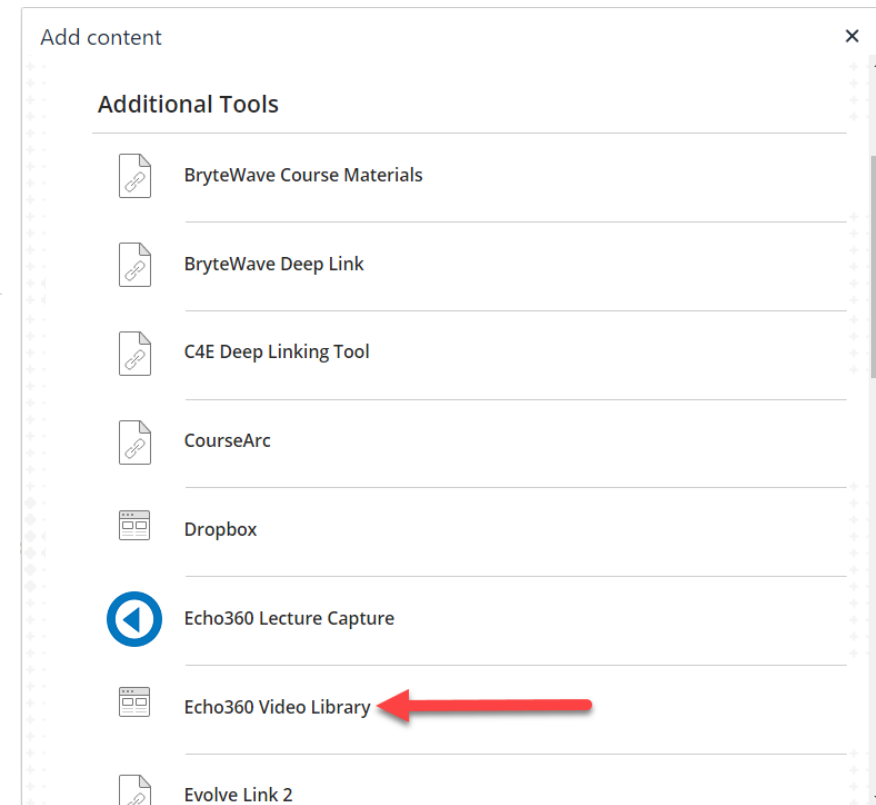 Add content
Additional Tools
BryteWave Course Materials
BryteWave Deep Link
C4E Deep Linking Tool
CourseArc
Dropbox
Echo360 Lecture Capture
Echo360 Video Library
Evolve Link 2